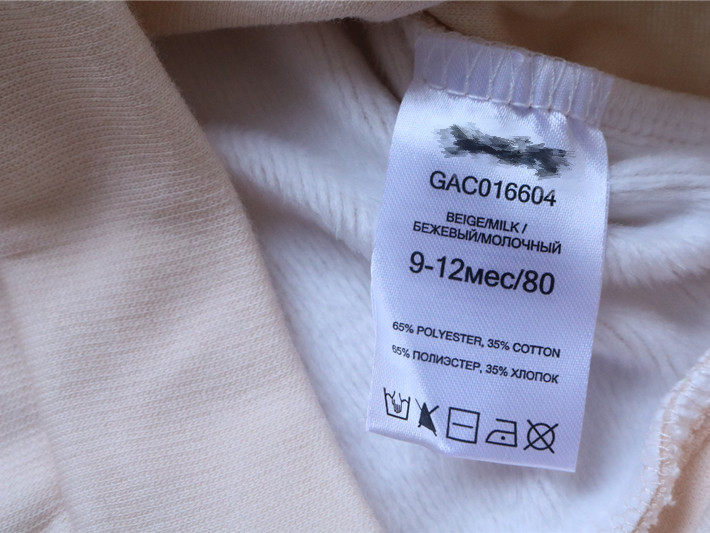 GAC016604
BEIGE/MILK /
БЕЖЕВЫЙ/МОЛОЧНЫЙ
9-12мес/80
65% POLYESTER, 35% COTTON
65% ПОЛИЭСТЕР, 35% ХЛОПОК